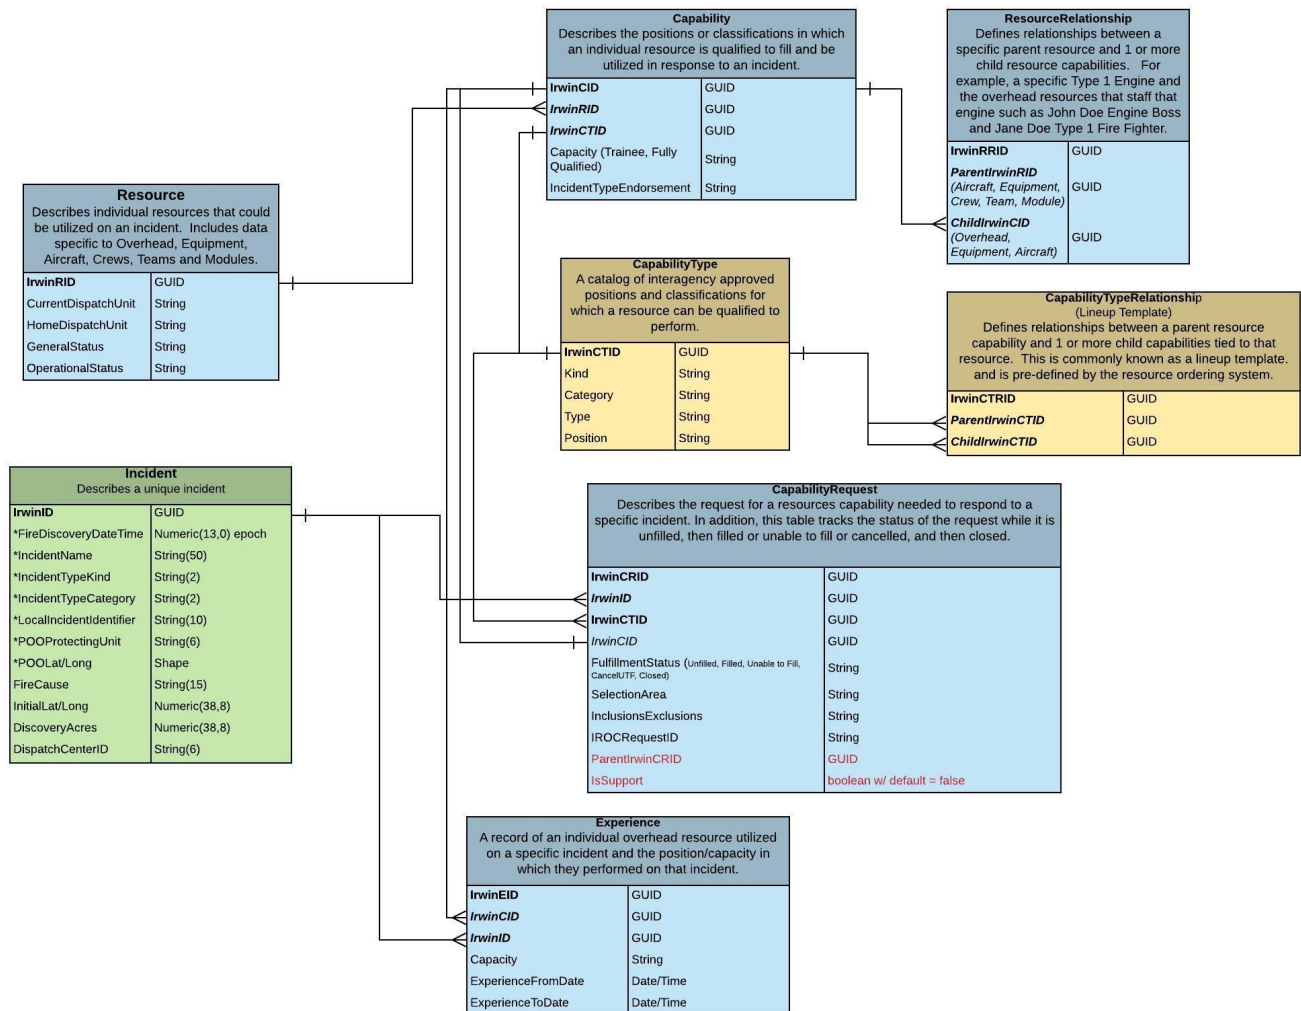 Capability
Describes the positions or classifications in which
an individual resource is qualified to fill and be
utilized in response to an incident.
IrwinCID GUID
IrwinRID GUID
IrwinCTID GUID
Capacity (Trainee, Fully
Qualified) String
IncidentTypeEndorsement String
ResourceRelationship
Defines relationships between a
specific parent resource and 1 or more
child resource capabilities. For
example, a specific Type 1 Engine and
the overhead resources that staff that
engine such as John Doe Engine Boss
and Jane Doe Type 1 Fire Fighter.
IrwinRRID GUID
ParentIrwinRID
(Aircraft, Equipment, GUID
Crew, Team, Module)
ChildIrwinCID
(Overhead, GUID
Equipment, Aircraft)
Resource
Describes individual resources that could
be utilized on an incident. Includes data
specific to Overhead, Equipment,
Aircraft, Crews, Teams and Modules.
IrwinRID GUID
CurrentDispatchUnit String
HomeDispatchUnit String
GeneralStatus String
OperationalStatus String
CapabilityType
A catalog of interagency approved
positions and classifications for
which a resource can be qualified to
perform.
IrwinCTID GUID
Kind String
Category String
Type String
Position String
CapabilityTypeRelationship
(Lineup Template)
Defines relationships between a parent resource
capability and 1 or more child capabilities tied to that
resource. This is commonly known as a lineup template.
and is pre-defined by the resource ordering system.
IrwinCTRID GUID
ParentIrwinCTID GUID
ChildIrwinCTID GUID
Incident
Describes a unique incident
IrwinID GUID
*FireDiscoveryDateTime Numeric(13,0) epoch
*IncidentName String(50)
*IncidentTypeKind String(2)
*IncidentTypeCategory String(2)
*LocalIncidentIdentifier String(10)
*POOProtectingUnit String(6)
*POOLat/Long Shape
FireCause String(15)
InitialLat/Long Numeric(38,8)
DiscoveryAcres Numeric(38,8)
DispatchCenterID String(6)
CapabilityRequest
Describes the request for a resources capability needed to respond to a
specific incident. In addition, this table tracks the status of the request while it is
unfilled, then filled or unable to fill or cancelled, and then closed.
IrwinCRID GUID
IrwinID GUID
IrwinCTID GUID
IrwinCID GUID
FulfillmentStatus (Unfilled, Filled, Unable to Fill,
CancelUTF, Closed) String
SelectionArea String
InclusionsExclusions String
IROCRequestID String
ParentIrwinCRID GUID
IsSupport boolean w/ default = false
Experience
A record of an individual overhead resource utilized
on a specific incident and the position/capacity in
which they performed on that incident.
IrwinEID GUID
IrwinCID GUID
IrwinID GUID
Capacity String
ExperienceFromDate Date/Time
ExperienceToDate Date/Time